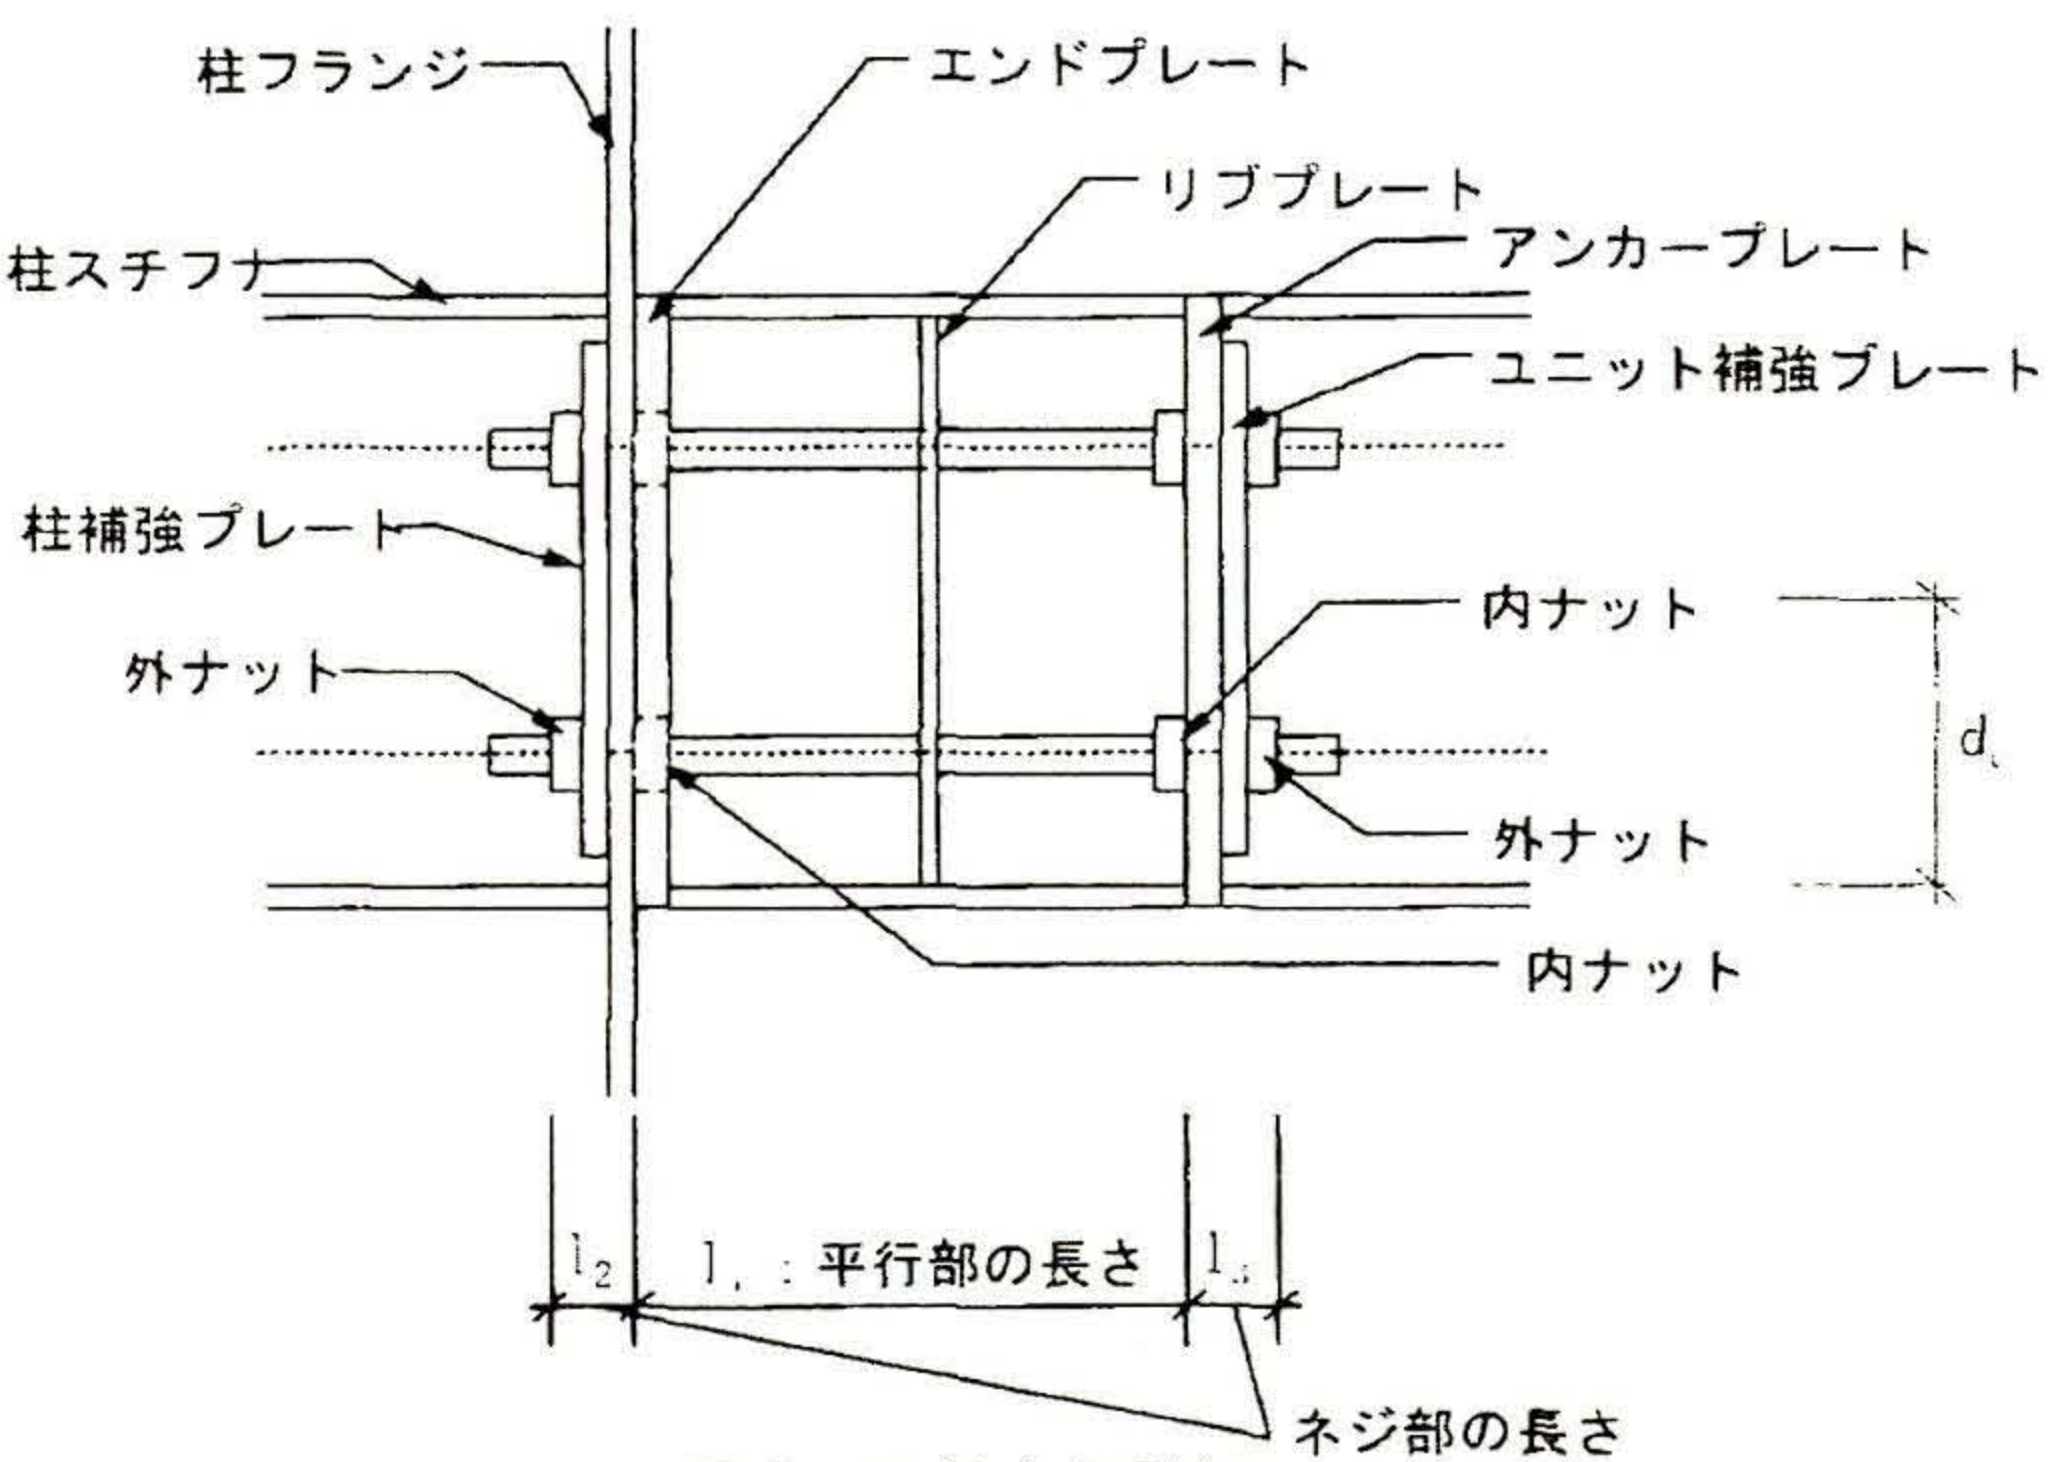 柱フランジ
エンドプレート
リブプレート
アンカープレート
柱スチフナ
ユニット補強プレート
柱補強プレート
内ナット
外ナット
d
外ナット
内ナット
l₂
l : 平行部の長さ
l
ネジ部の長さ